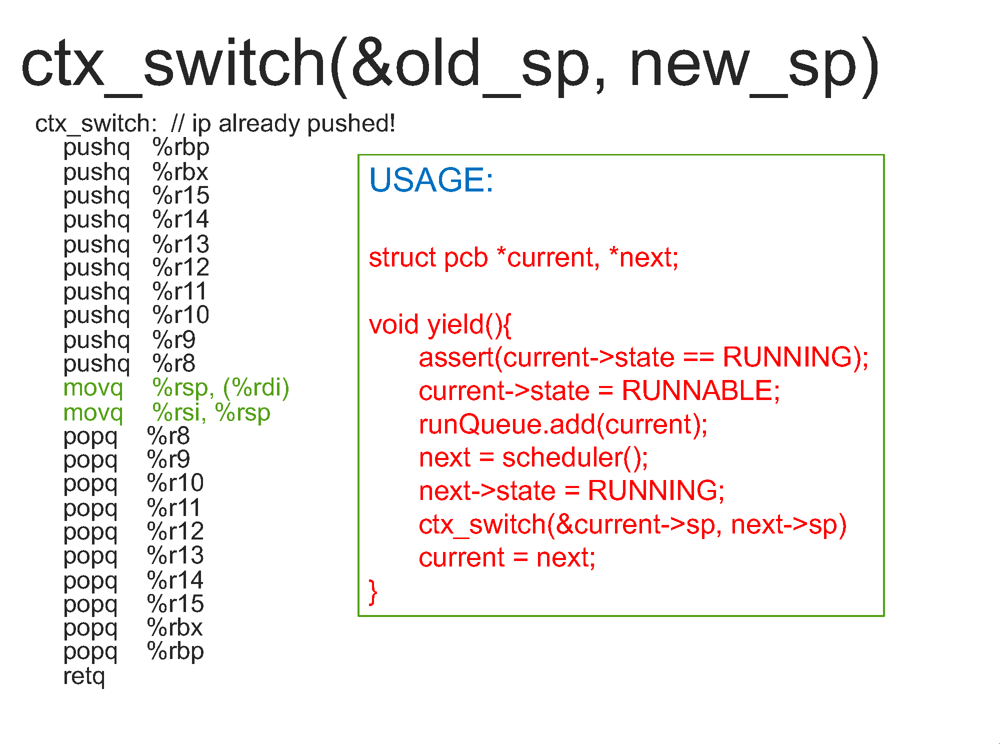 ctx_switch(&old_sp, new_sp)
ctx_switch: // ip already pushed!
pushq %rbp
pushq %rbx
pushq %r15
pushq %r14
pushq %r13
pushq %r12
pushq %r11
pushq %r10
pushq %r9
pushq %r8
movq %rsp, (%rdi)
movq %rsi, %rsp
popq %r8
popq %r9
popq %r10
popq %r11
popq %r12
popq %r13
popq %r14
popq %r15
popq %rbx
popq %rbp
retq
USAGE:
struct pcb *current, *next;
void yield(){
assert(current->state == RUNNING);
current->state = RUNNABLE;
runQueue.add(current);
next = scheduler();
next->state = RUNNING;
ctx_switch(&current->sp, next->sp)
current = next;
}